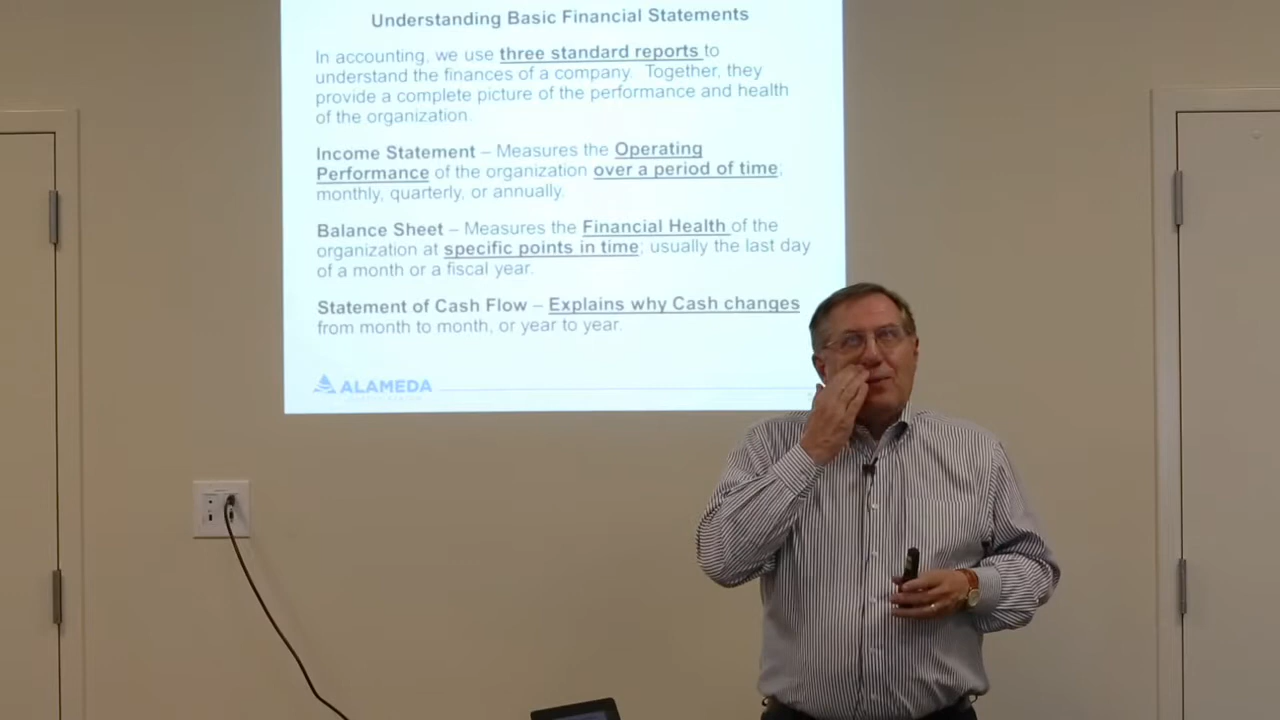 Understanding Basic Financial Statements
In accounting, we use three standard reports to
understand the finances of a company. Together, they
provide a complete picture of the performance and health
of the organization.
Income Statement – Measures the Operating
Performance of the organization over a period of time;
monthly, quarterly, or annually.
Balance Sheet – Measures the Financial Health of the
organization at specific points in time; usually the last day
of a month or a fiscal year.
Statement of Cash Flow – Explains why Cash changes
from month to month, or year to year.
ALAMEDA